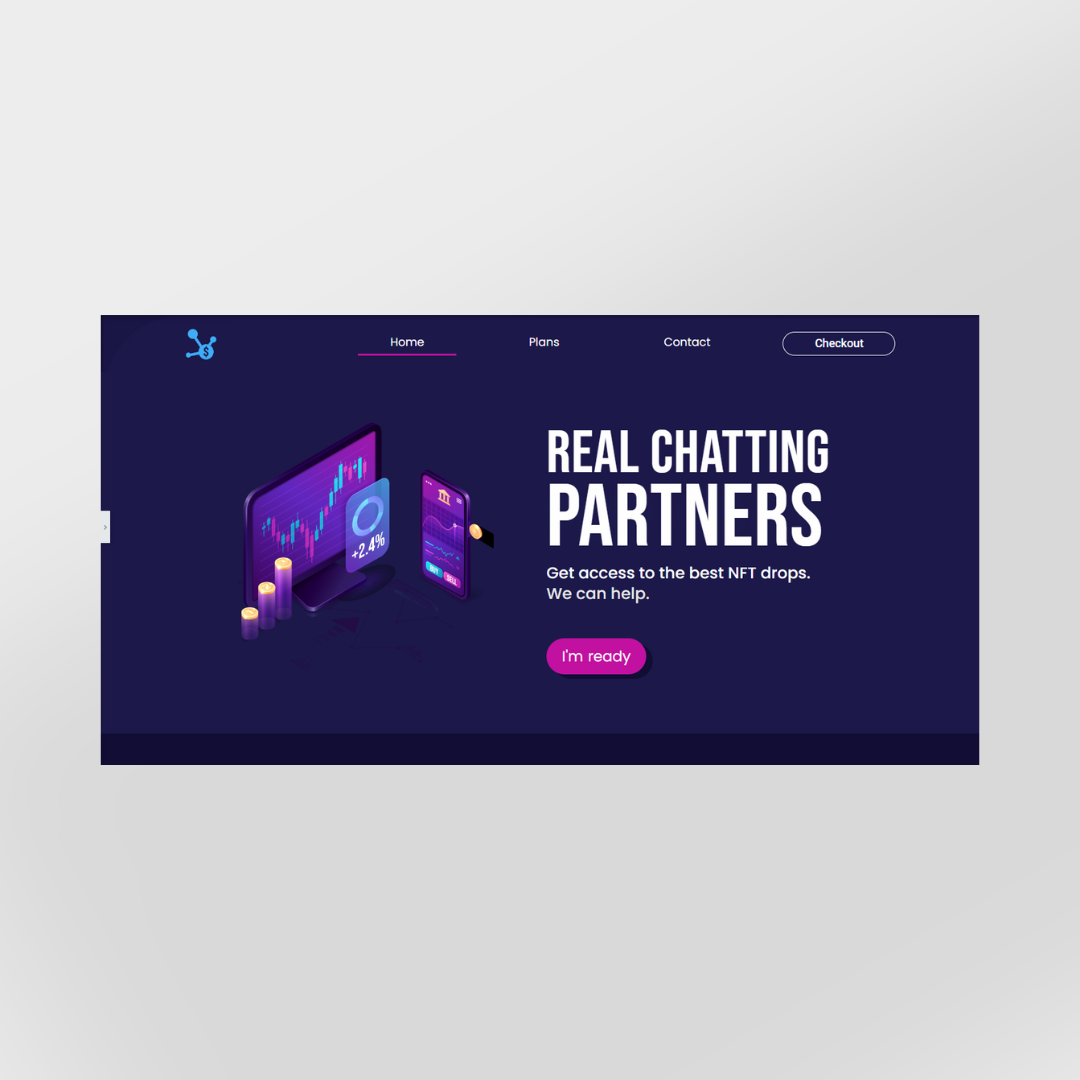 $
Home
Plans
Contact
Checkout
REAL CHATTING
PARTNERS
Get access to the best NFT drops.
We can help.
I'm ready
+2.4%
BUY
SELL